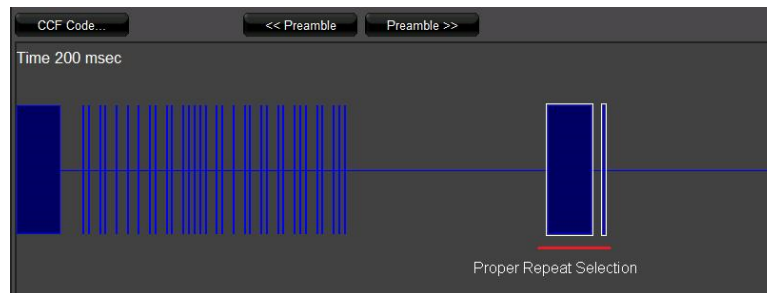 CCF Code... << Preamble Preamble >>
Time 200 msec
Proper Repeat Selection